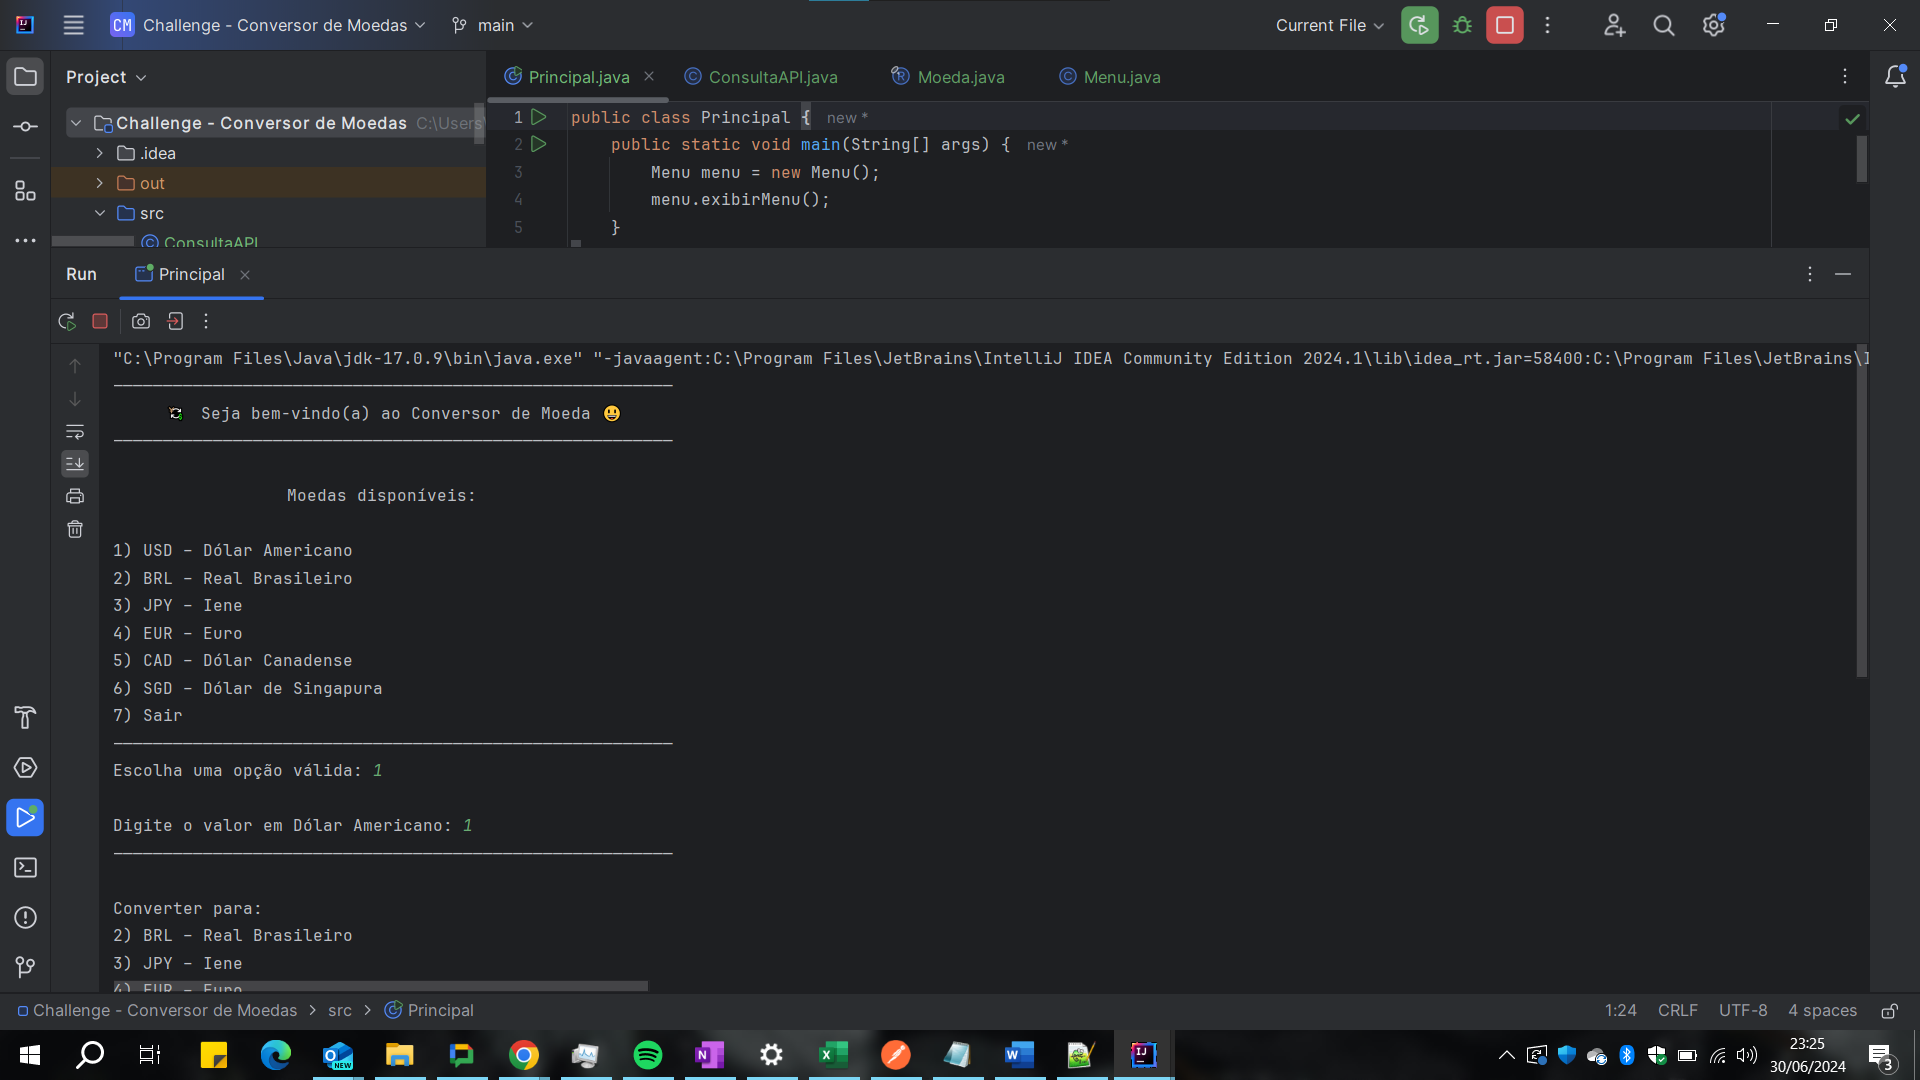 CM Challenge - Conversor de Moedas main Current File
Project
Principal.java ConsultaAPI.java Moeda.java Menu.java
Challenge - Conversor de Moedas C:\Users
.idea
out
src
ConsultaAPI
1 public class Principal { new *
2 public static void main(String[] args) { new *
3 Menu menu = new Menu();
4 menu.exibirMenu();
5 }
Run Principal
"C:\Program Files\Java\jdk-17.0.9\bin\java.exe" "-javaagent:C:\Program Files\JetBrains\IntelliJ IDEA Community Edition 2024.1\lib\idea_rt.jar=58400:C:\Program Files\JetBrains\I
Seja bem-vindo(a) ao Conversor de Moeda 😃
Moedas disponíveis:
1) USD - Dólar Americano
2) BRL - Real Brasileiro
3) JPY - Iene
4) EUR - Euro
5) CAD - Dólar Canadense
6) SGD - Dólar de Singapura
7) Sair
Escolha uma opção válida: 1
Digite o valor em Dólar Americano: 1
Converter para:
2) BRL - Real Brasileiro
3) JPY - Iene
4) EUR - Euro
Challenge - Conversor de Moedas > src > Principal 1:24 CRLF UTF-8 4 spaces
23:25
30/06/2024
3